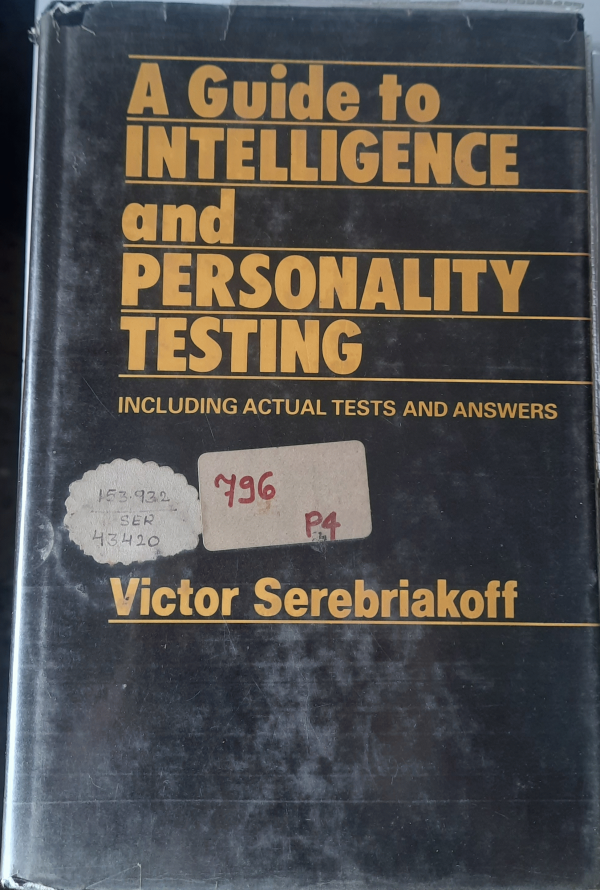 A Guide to
INTELLIGENCE
and
PERSONALITY
TESTING
INCLUDING ACTUAL TESTS AND ANSWERS
153.932
SER
43420
796
P4
Victor Serebriakoff